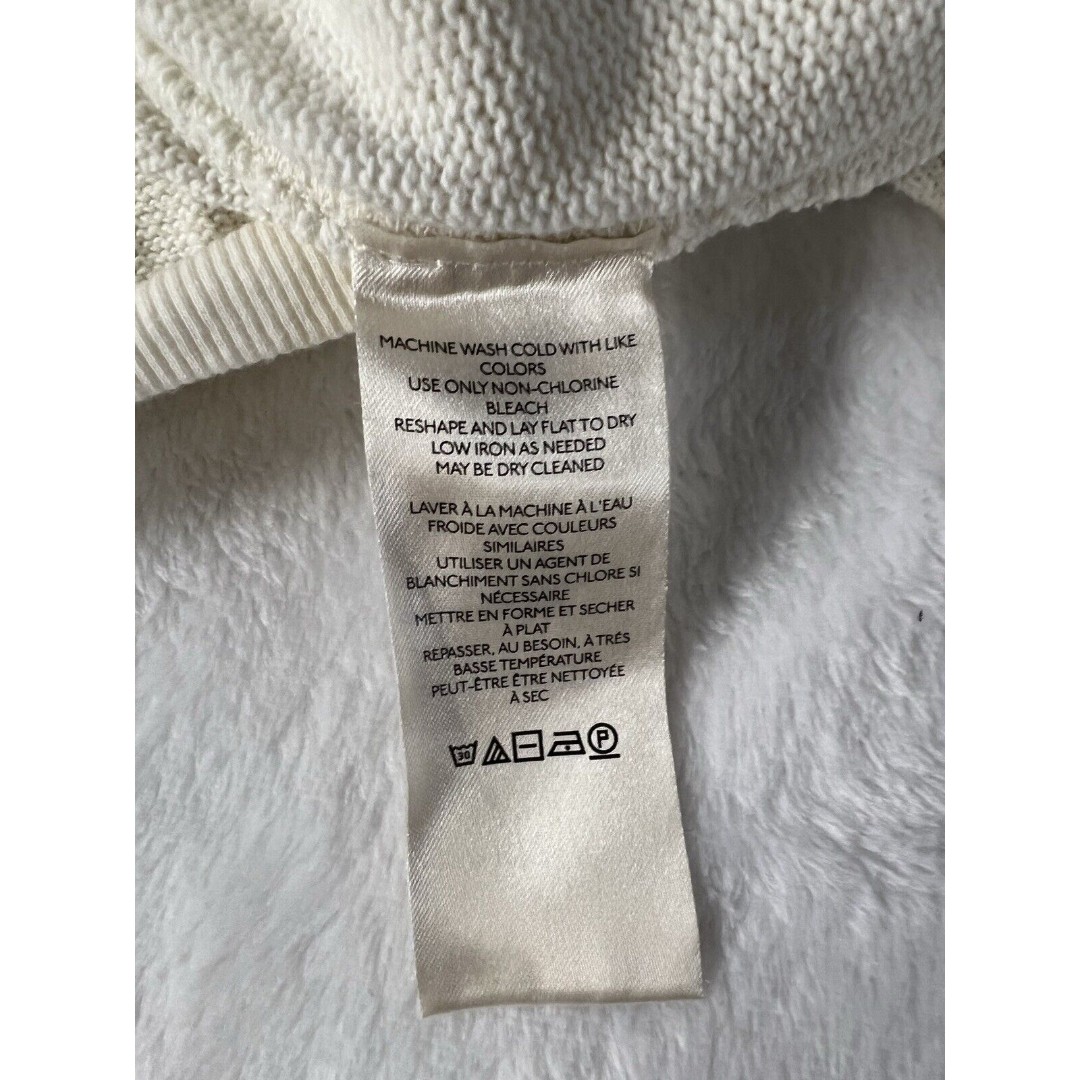 MACHINE WASH COLD WITH LIKE
COLORS
USE ONLY NON-CHLORINE
BLEACH
RESHAPE AND LAY FLAT TO DRY
LOW IRON AS NEEDED
MAY BE DRY CLEANED
LAVER À LA MACHINE À L'EAU
FROIDE AVEC COULEURS
SIMILAIRES
UTILISER UN AGENT DE
BLANCHIMENT SANS CHLORE SI
NÉCESSAIRE
METTRE EN FORME ET SECHER
À PLAT
REPASSER, AU BESOIN, À TRÉS
BASSE TEMPÉRATURE
PEUT-ÊTRE ÊTRE NETTOYÉE
À SEC
30 P